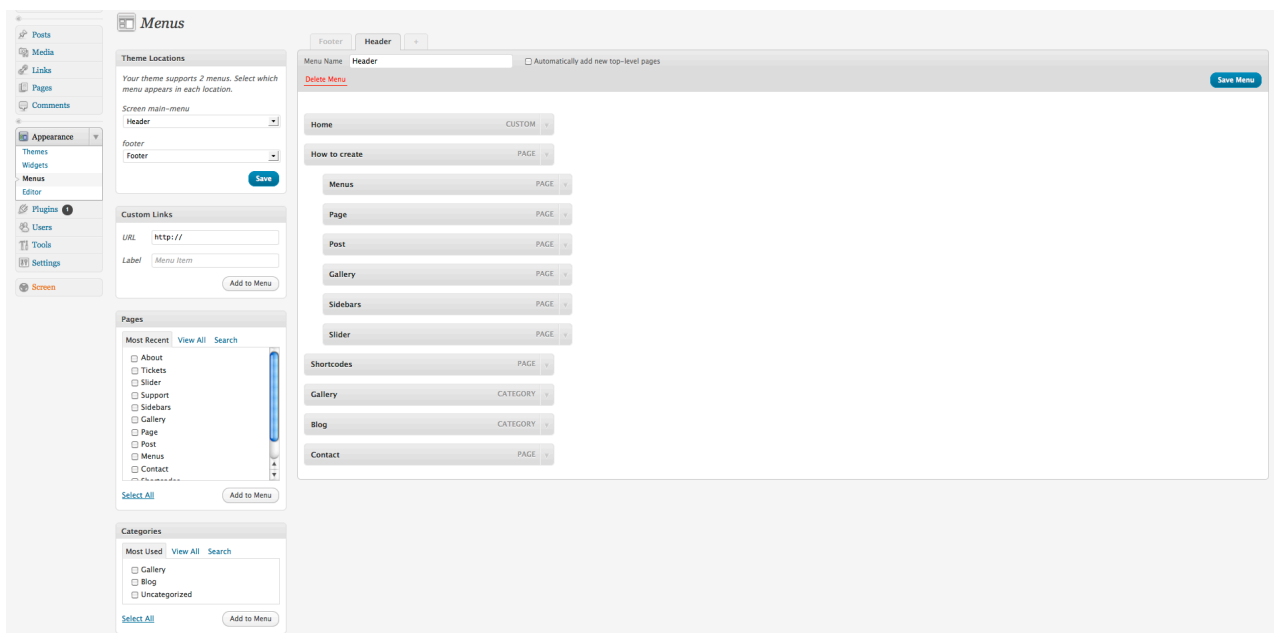 Menus
Posts
Media
Links
Pages
Comments
Appearance
Themes
Widgets
Menus
Editor
Plugins 1
Users
Tools
Settings
Screen
Theme Locations
Your theme supports 2 menus. Select which
menu appears in each location.
Screen main-menu
Header
footer
Footer
Save
Custom Links
URL http://
Label Menu Item
Add to Menu
Pages
Most Recent View All Search
About
Tickets
Slider
Support
Sidebars
Gallery
Page
Post
Menus
Contact
Shortcodes
Select All Add to Menu
Categories
Most Used View All Search
Gallery
Blog
Uncategorized
Select All Add to Menu
Footer Header +
Menu Name Header Automatically add new top-level pages
Delete Menu Save Menu
Home CUSTOM
How to create PAGE
Menus PAGE
Page PAGE
Post PAGE
Gallery PAGE
Sidebars PAGE
Slider PAGE
Shortcodes PAGE
Gallery CATEGORY
Blog CATEGORY
Contact PAGE